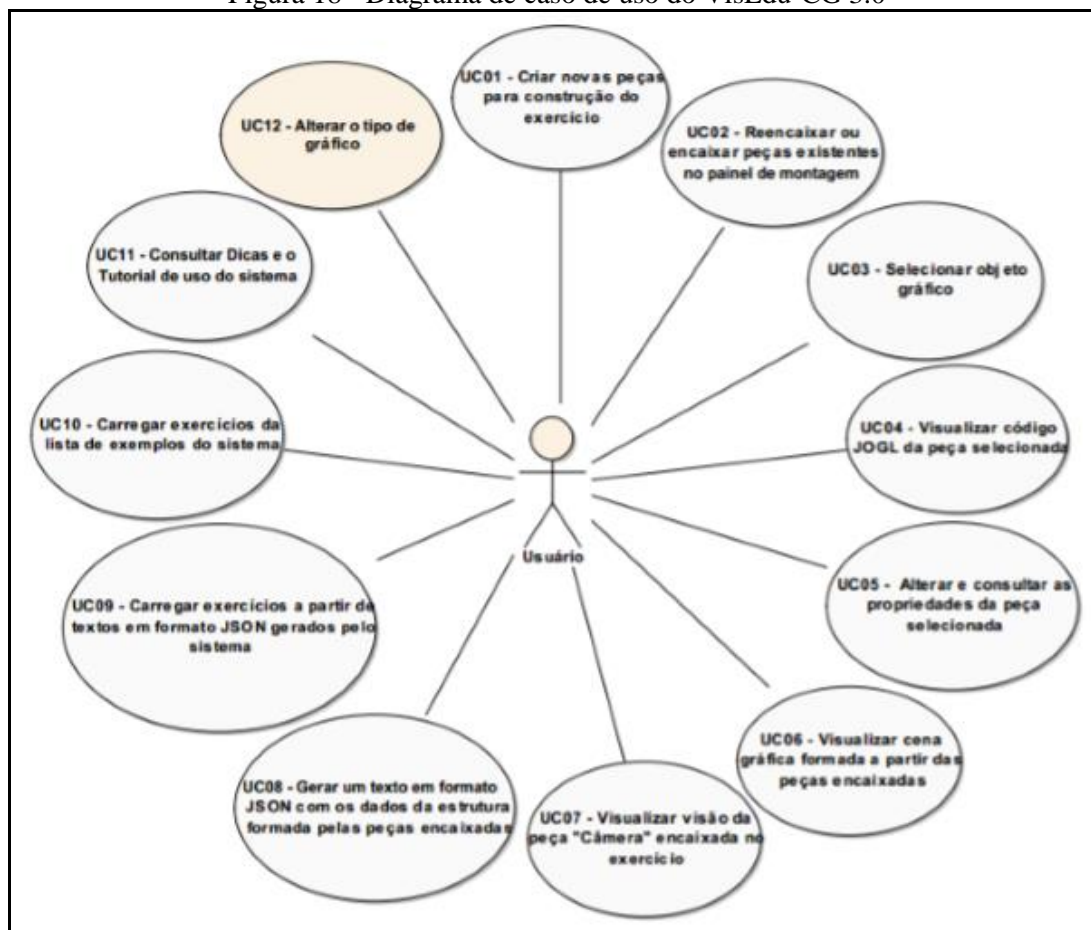 Figura 18 - Diagrama de caso de uso do VisEdu-CG 3.0
UC01 - Criar novas peças
para construção do
exercício
UC02 - Reencaixar ou
encaixar peças existentes
no painel de montagem
UC03 - Selecionar objeto
gráfico
UC04 - Visualizar código
JOGL da peça selecionada
UC05 - Alterar e consultar as
propriedades da peça
selecionada
UC06 - Visualizar cena
gráfica formada a partir das
peças encaixadas
UC07 - Visualizar visão da
peça "Câmera" encaixada no
exercício
UC08 - Gerar um texto em formato
JSON com os dados da estrutura
formada pelas peças encaixadas
UC09 - Carregar exercícios a partir de
textos em formato JSON gerados pelo
sistema
UC10 - Carregar exercícios da
lista de exemplos do sistema
UC11 - Consultar Dicas e o
Tutorial de uso do sistema
UC12 - Alterar o tipo de
gráfico
Usuário